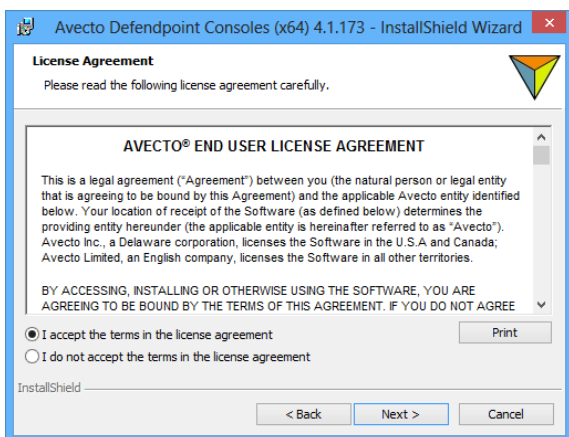 Avecto Defendpoint Consoles (x64) 4.1.173 - InstallShield Wizard
License Agreement
Please read the following license agreement carefully.
AVECTO® END USER LICENSE AGREEMENT
This is a legal agreement (“Agreement”) between you (the natural person or legal entity
that is agreeing to be bound by this Agreement) and the applicable Avecto entity identified
below. Your location of receipt of the Software (as defined below) determines the
providing entity hereunder (the applicable entity is hereinafter referred to as “Avecto”).
Avecto Inc., a Delaware corporation, licenses the Software in the U.S.A and Canada;
Avecto Limited, an English company, licenses the Software in all other territories.
BY ACCESSING, INSTALLING OR OTHERWISE USING THE SOFTWARE, YOU ARE
AGREEING TO BE BOUND BY THE TERMS OF THIS AGREEMENT. IF YOU DO NOT AGREE
I accept the terms in the license agreement
Print
I do not accept the terms in the license agreement
InstallShield
< Back
Next >
Cancel